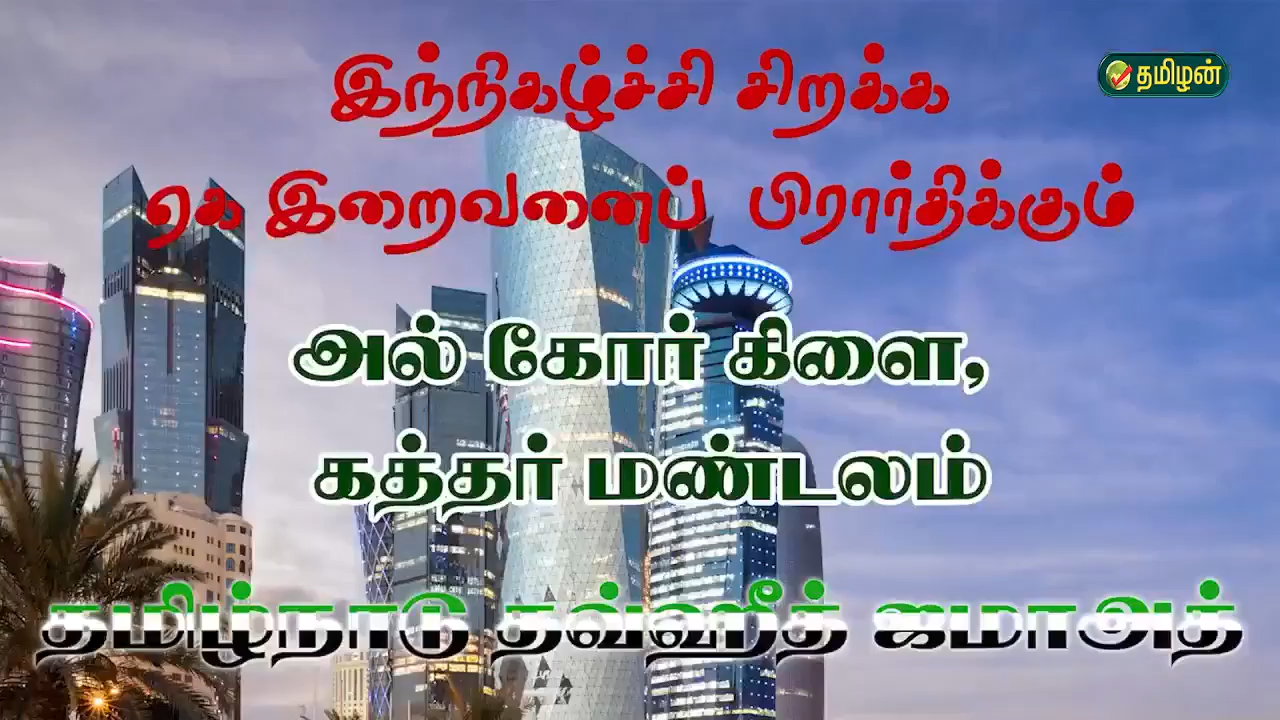 தமிழன்
இந்நிகழ்ச்சி சிறக்க
ஏக இறைவனைப் பிரார்திக்கும்
அல் கோர் கிளை,
கத்தர் மண்டலம்
தமிழ்நாடு தவ்ஹீத் ஜமாஅத்